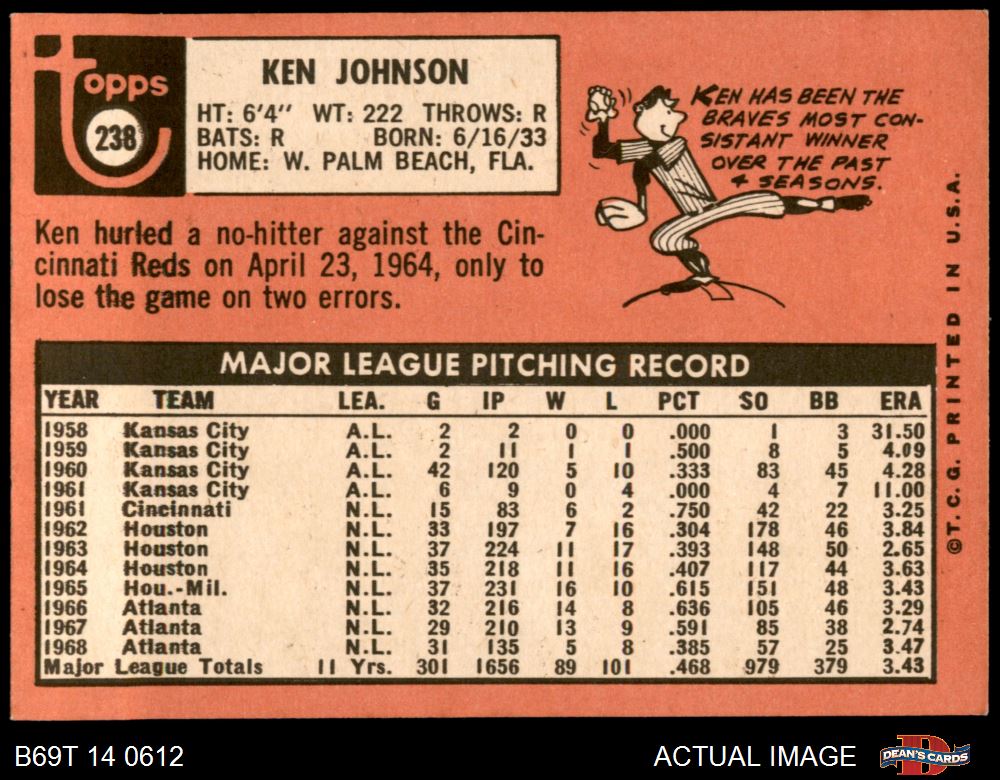 topps
238
KEN JOHNSON
HT: 6'4" WT: 222 THROWS: R
BATS: R BORN: 6/16/33
HOME: W. PALM BEACH, FLA.
KEN HAS BEEN THE
BRAVES MOST CON-
SISTANT WINNER
OVER THE PAST
4 SEASONS.
Ken hurled a no-hitter against the Cin-
cinnati Reds on April 23, 1964, only to
lose the game on two errors.
MAJOR LEAGUE PITCHING RECORD
YEAR TEAM LEA. G IP W L PCT SO BB ERA
1958 Kansas City A.L. 2 2 0 0 .000 1 3 31.50
1959 Kansas City A.L. 2 11 1 1 .500 8 5 4.09
1960 Kansas City A.L. 42 120 5 10 .333 83 45 4.28
1961 Kansas City A.L. 6 9 0 4 .000 4 7 11.00
1961 Cincinnati N.L. 15 83 6 2 .750 42 22 3.25
1962 Houston N.L. 33 197 7 16 .304 178 46 3.84
1963 Houston N.L. 37 224 11 17 .393 148 50 2.65
1964 Houston N.L. 35 218 11 16 .407 117 44 3.63
1965 Hou.-Mil. N.L. 37 231 16 10 .615 151 48 3.43
1966 Atlanta N.L. 32 216 14 8 .636 105 46 3.29
1967 Atlanta N.L. 29 210 13 9 .591 85 38 2.74
1968 Atlanta N.L. 31 135 5 8 .385 57 25 3.47
Major League Totals 11 Yrs. 301 1656 89 101 .468 979 379 3.43
©T.C.G. PRINTED IN U.S.A.
B69T 14 0612
ACTUAL IMAGE
DEAN'S CARDS